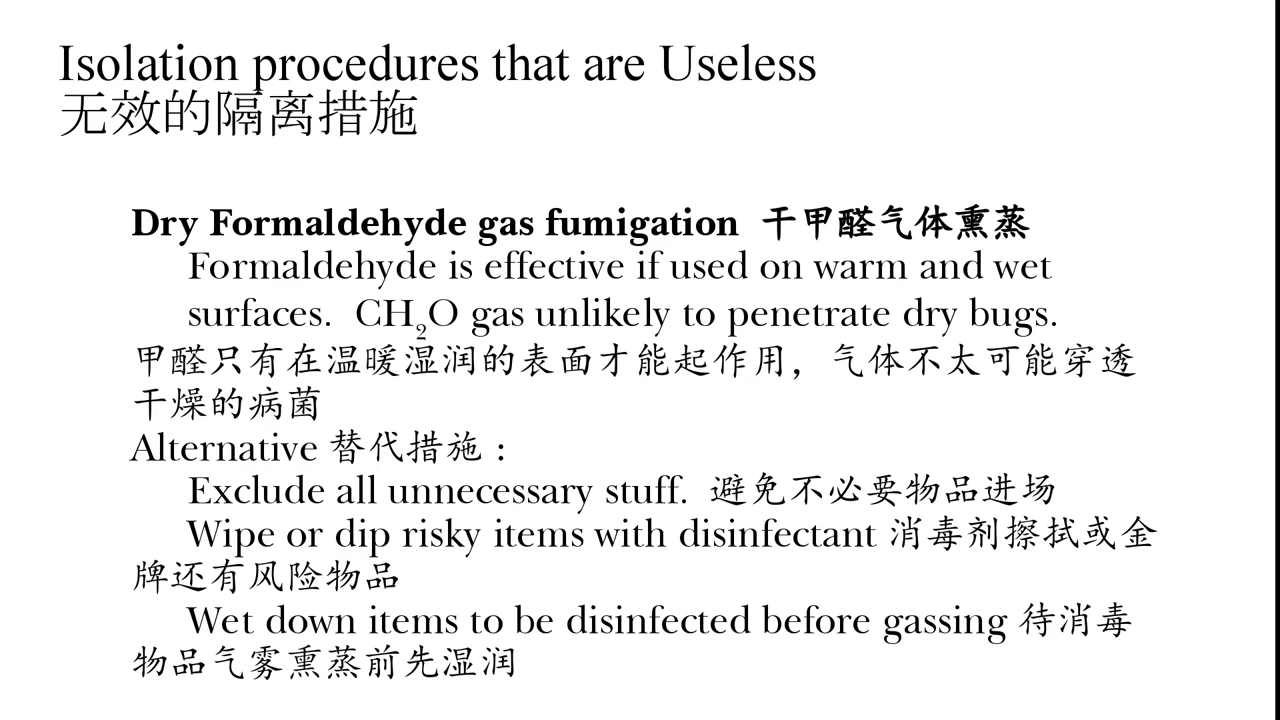 Isolation procedures that are Useless
无效的隔离措施
Dry Formaldehyde gas fumigation 干甲醛气体熏蒸
Formaldehyde is effective if used on warm and wet
surfaces. CH₂O gas unlikely to penetrate dry bugs.
甲醛只有在温暖湿润的表面才能起作用，气体不太可能穿透
干燥的病菌
Alternative 替代措施：
Exclude all unnecessary stuff. 避免不必要物品进场
Wipe or dip risky items with disinfectant 消毒剂擦拭或金
牌还有风险物品
Wet down items to be disinfected before gassing 待消毒
物品气雾熏蒸前先湿润